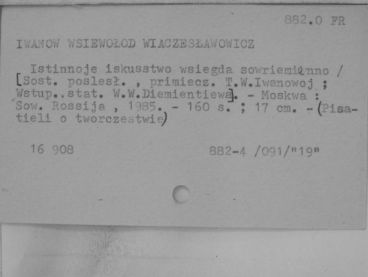 882.0 FR
IWANOW WSIEWOŁOD WIACZESŁAWOWICZ
Istinnoje iskusstwo wsiegda sowriemienno /
[Sost. poslesł. , primiecz. T.W.Iwanowoj ;
Wstup..stat. W.W.Diemientiewa]. - Moskwa :
Sow. Rossija , 1985. - 160 s. ; 17 cm. - (Pisa-
tieli o tworczestwie)
16 908 882-4 /091/"19"